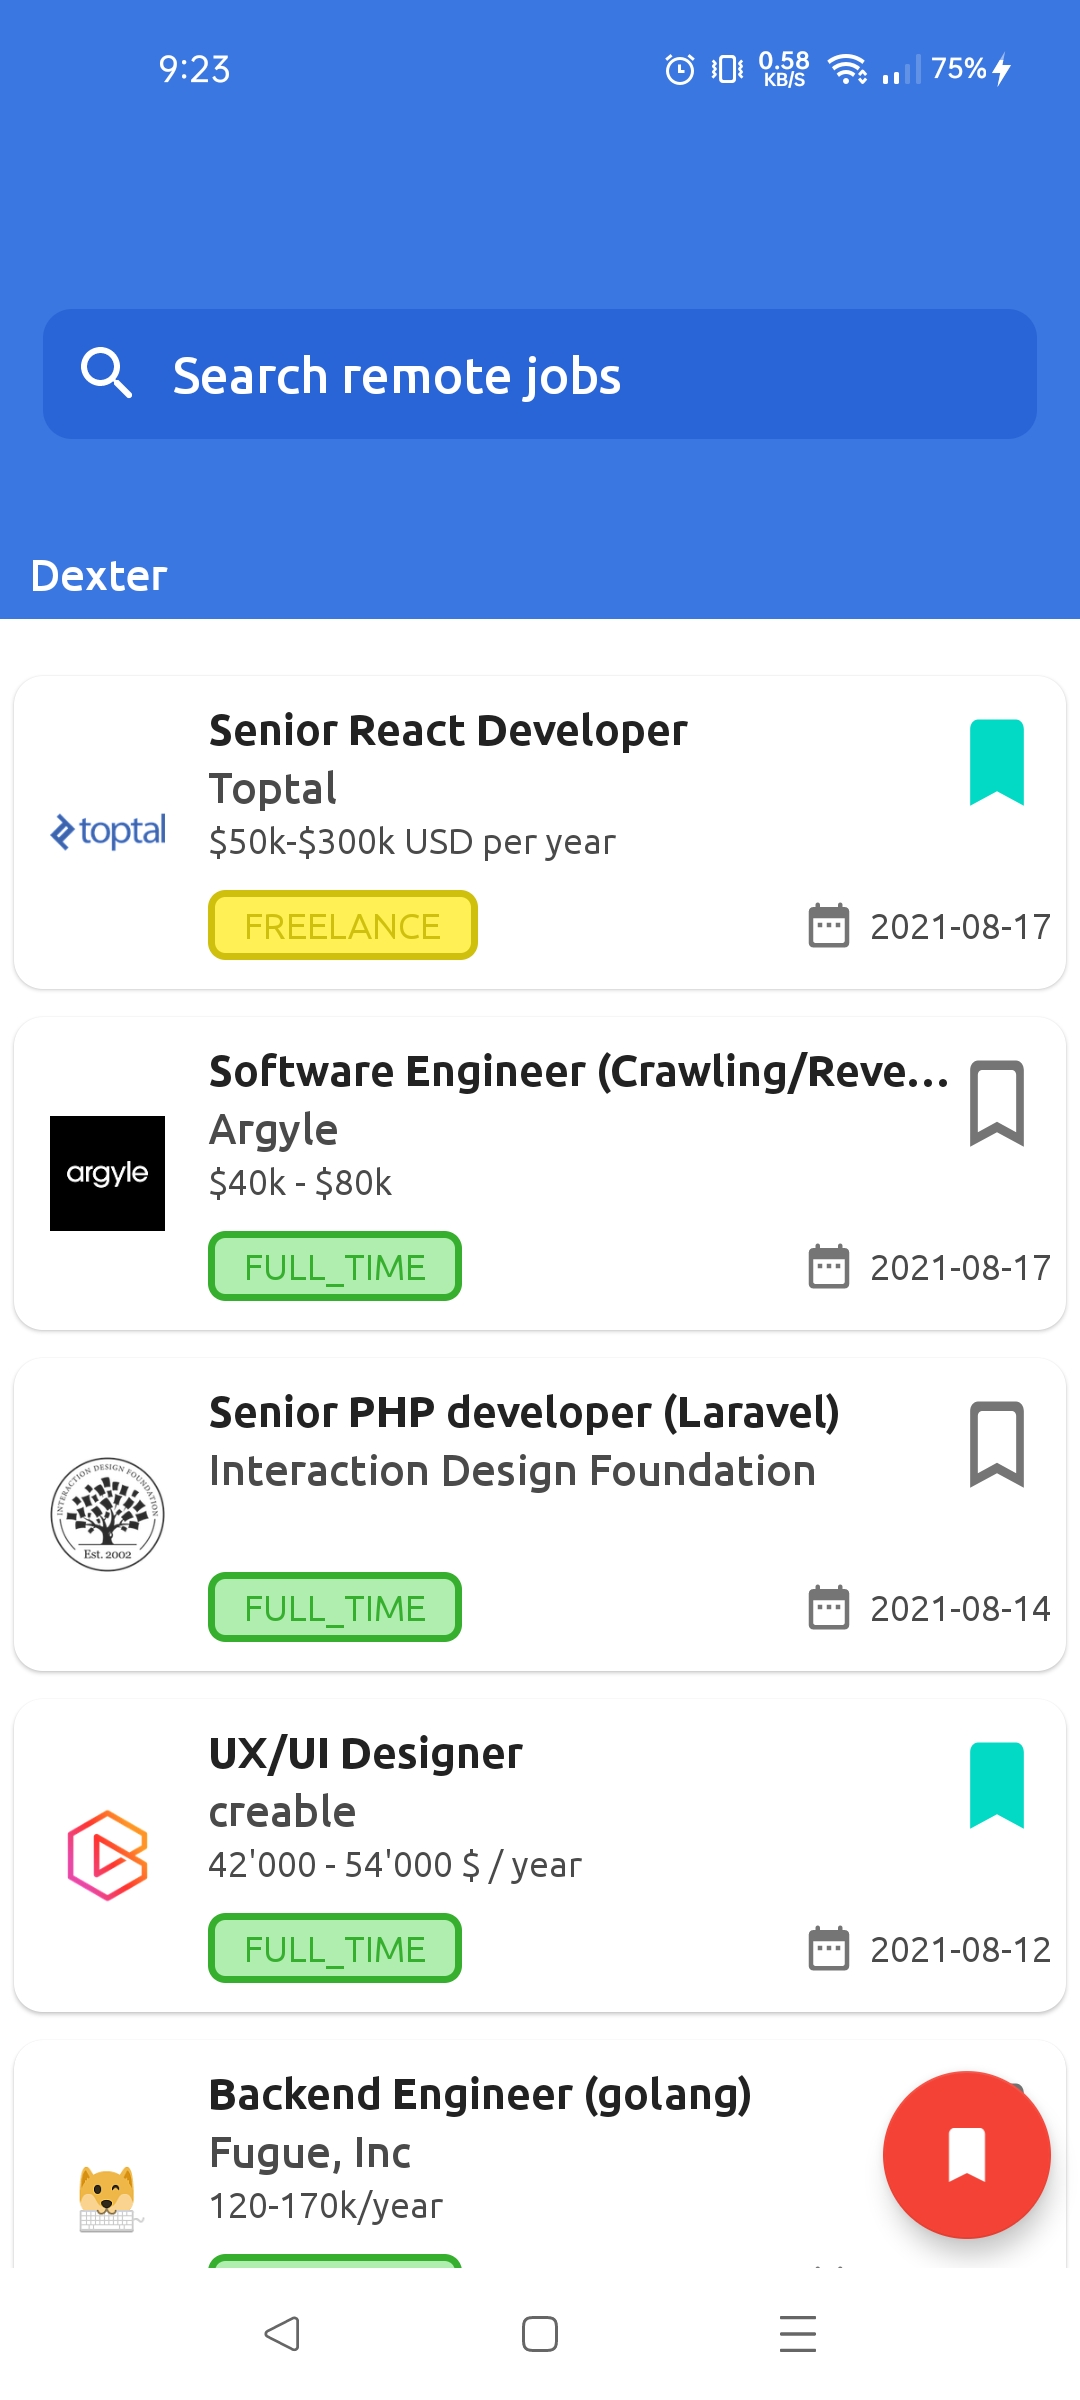 9:23
0.58
KB/S
75%
Search remote jobs
Dexter
Senior React Developer
Toptal
toptal
$50k-$300k USD per year
FREELANCE
2021-08-17
Software Engineer (Crawling/Reve...
Argyle
argyle
$40k - $80k
FULL_TIME
2021-08-17
Senior PHP developer (Laravel)
Interaction Design Foundation
INTERACTION DESIGN FOUNDATION
Est. 2002
FULL_TIME
2021-08-14
UX/UI Designer
creable
42'000 - 54'000 $ / year
FULL_TIME
2021-08-12
Backend Engineer (golang)
Fugue, Inc
120-170k/year